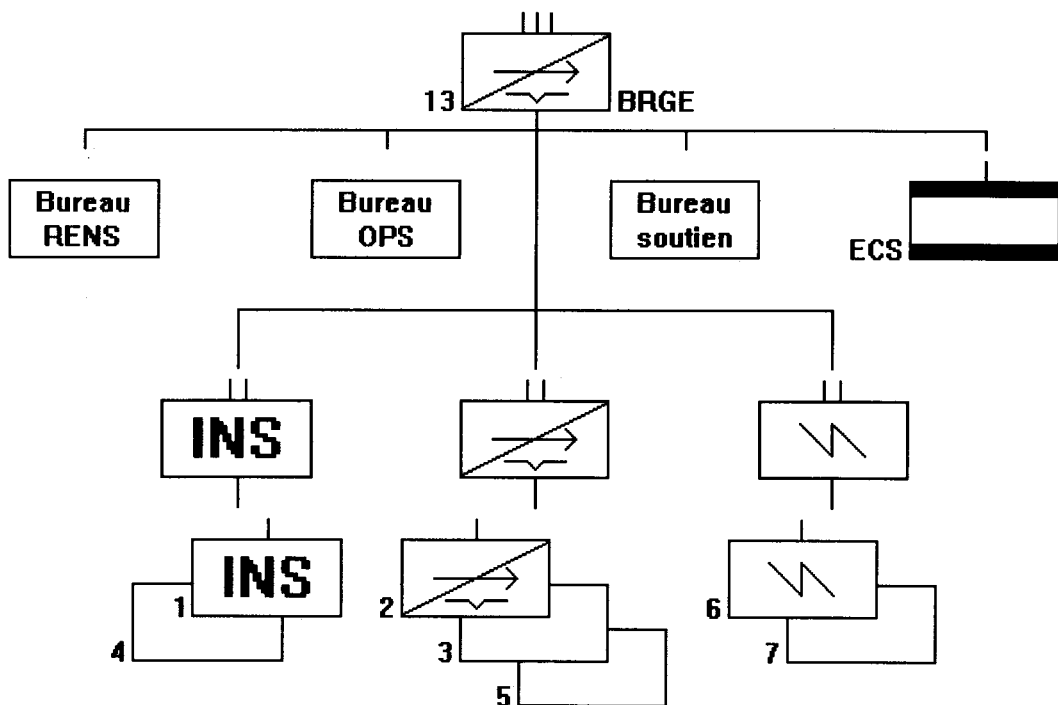 13 BRGE
Bureau
RENS
Bureau
OPS
Bureau
soutien
ECS
INS
INS
1
2
6
4
3
7
5